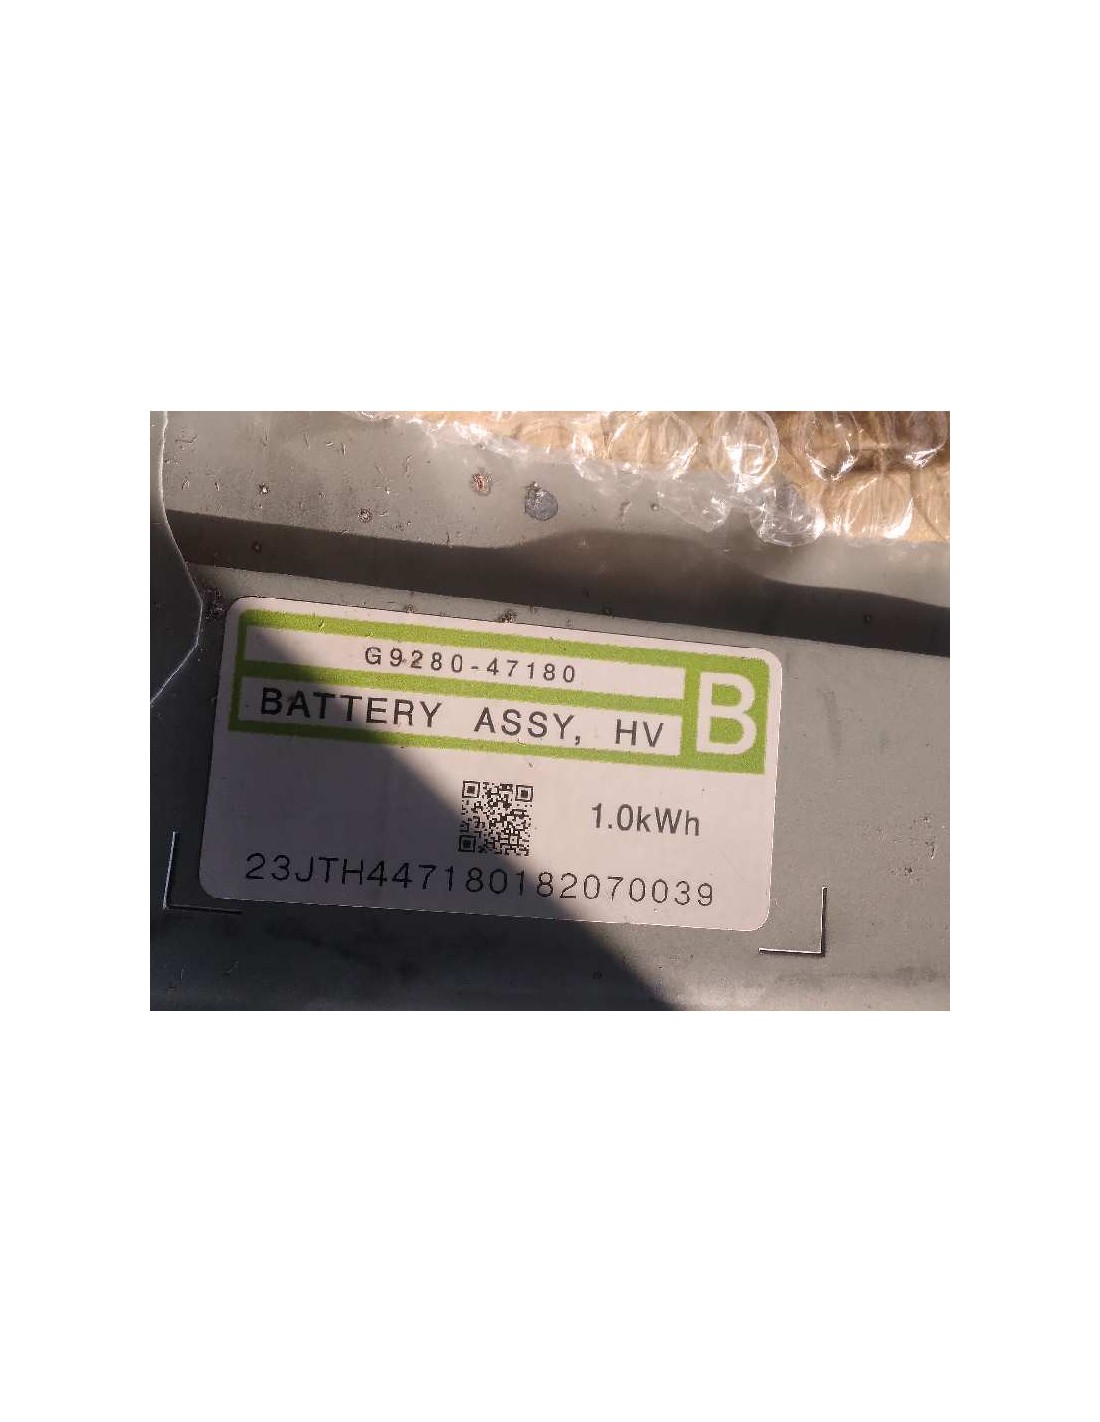 G9280-47180
BATTERY ASSY, HV
B
1.0kWh
23JTH447180182070039